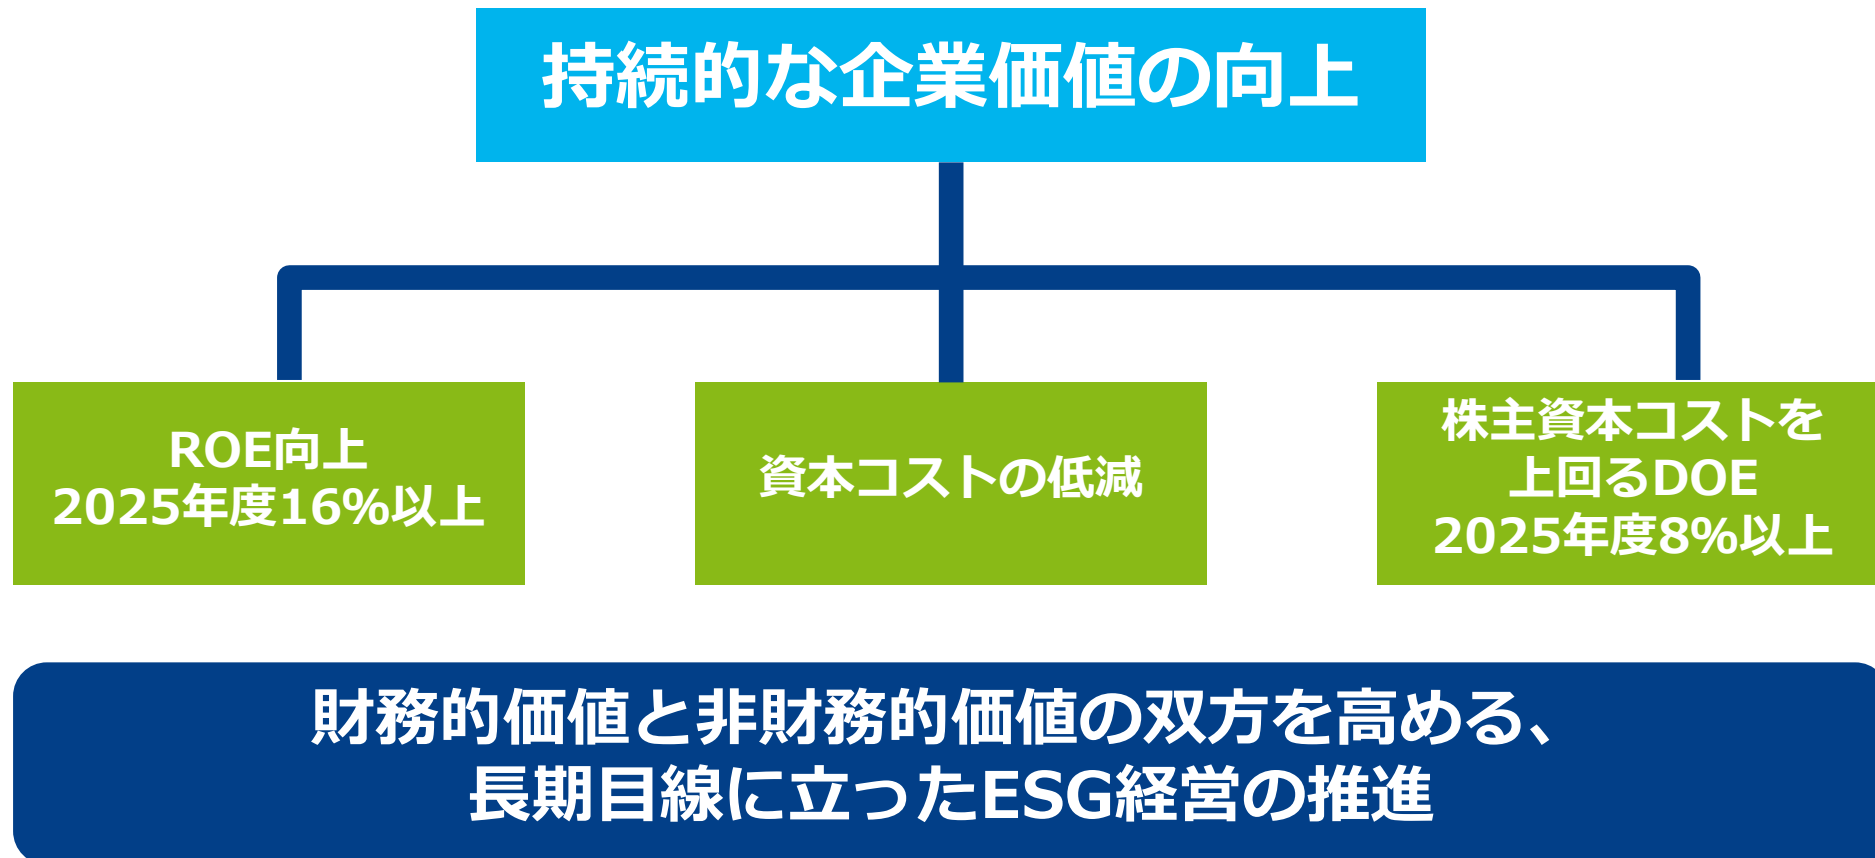 持続的な企業価値の向上
ROE向上
2025年度16%以上
資本コストの低減
株主資本コストを
上回るDOE
2025年度8%以上
財務的価値と非財務的価値の双方を高める、
長期目線に立ったESG経営の推進